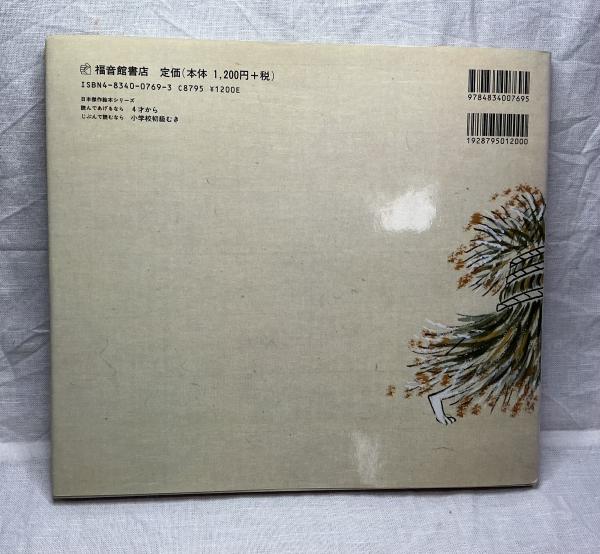 福音館書店 定価(本体 1,200円+税)
ISBN4-8340-0769-3 C8795 ¥1200E
日本傑作絵本シリーズ
読んであげるなら 4才から
じぶんで読むなら 小学校初級むき
9784834007695
1928795012000